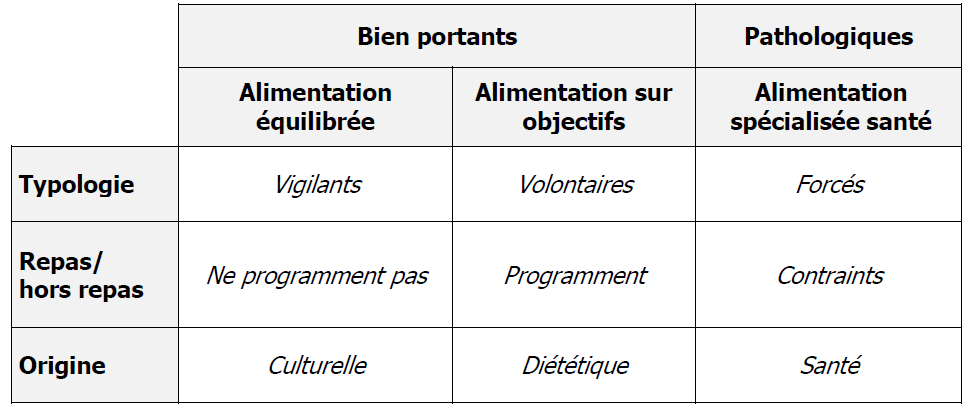 Bien portants
Pathologiques
Alimentation
équilibrée
Alimentation sur
objectifs
Alimentation
spécialisée santé
Typologie
Vigilants
Volontaires
Forcés
Repas/
hors repas
Ne programment pas
Programment
Contraints
Origine
Culturelle
Diététique
Santé